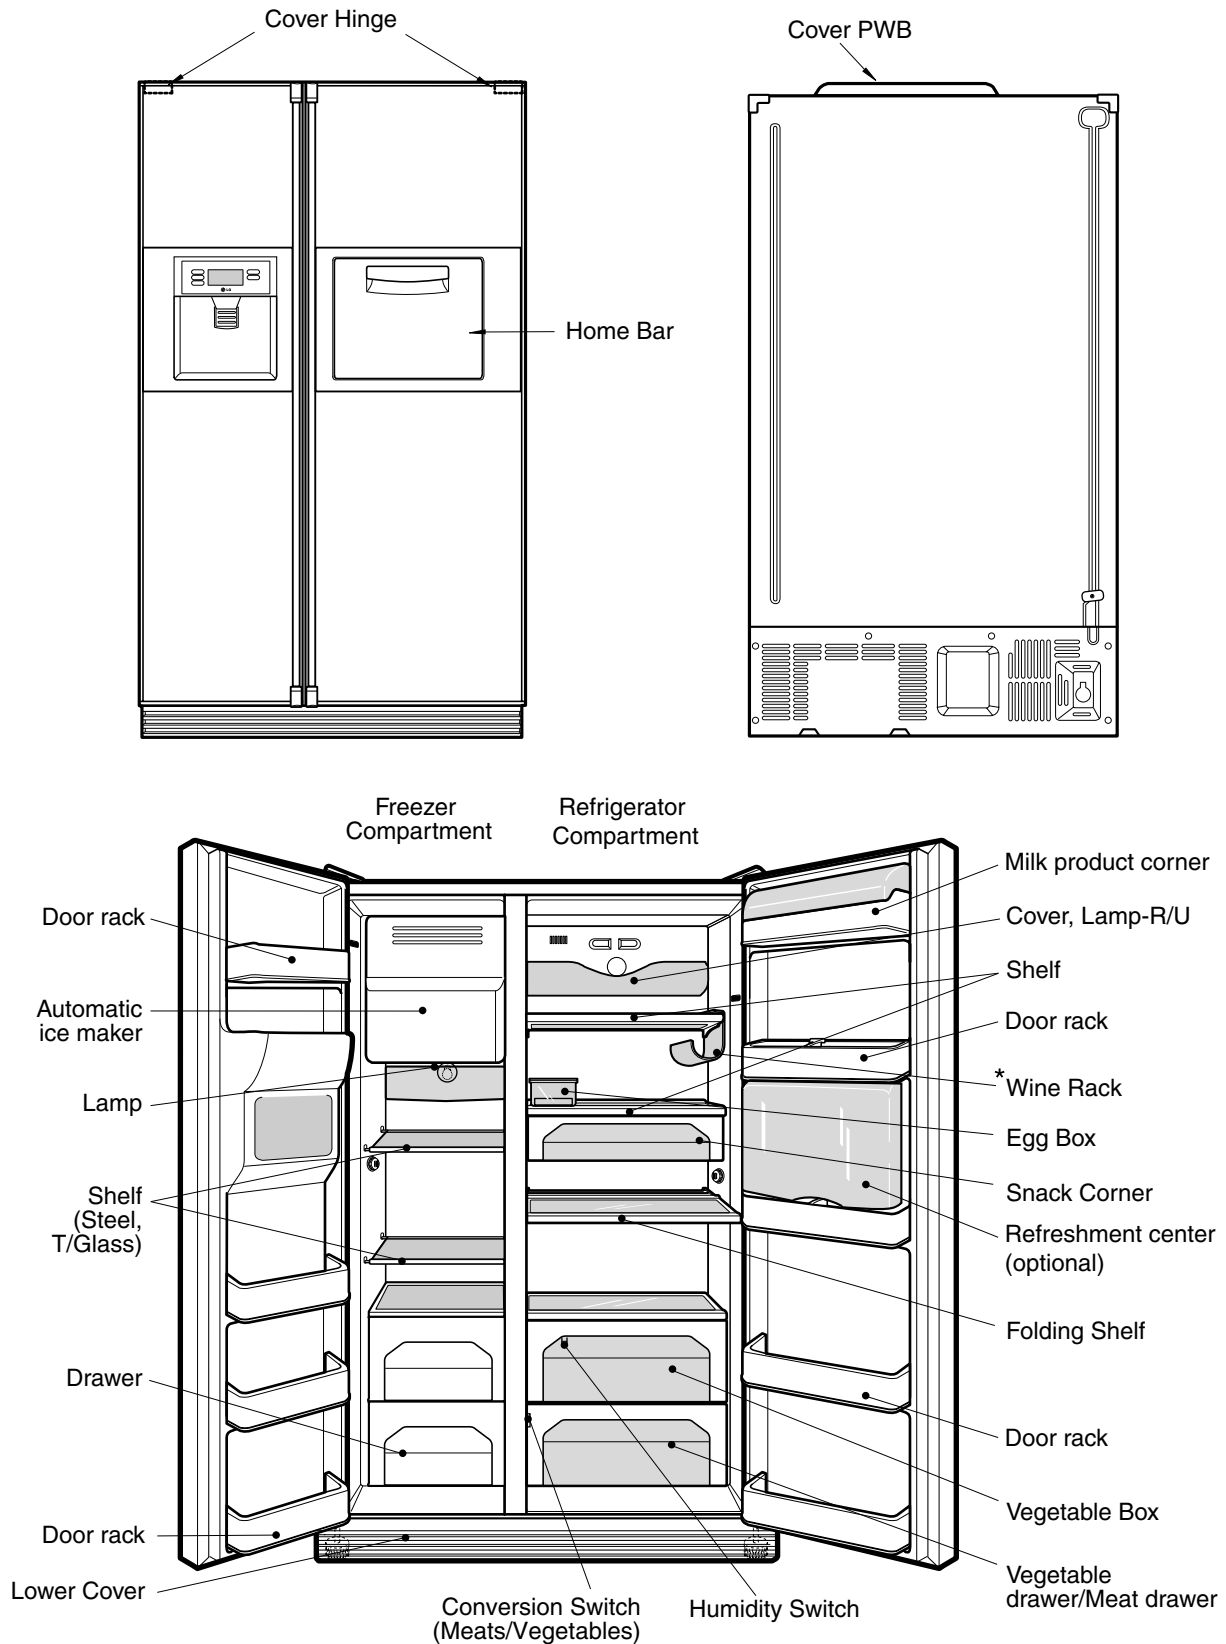 Cover Hinge
Cover PWB
LG
Home Bar
Freezer
Compartment
Refrigerator
Compartment
Door rack
Automatic
ice maker
Lamp
Shelf
(Steel,
T/Glass)
Drawer
Door rack
Lower Cover
Conversion Switch
(Meats/Vegetables)
Humidity Switch
Milk product corner
Cover, Lamp-R/U
Shelf
Door rack
*Wine Rack
Egg Box
Snack Corner
Refreshment center
(optional)
Folding Shelf
Door rack
Vegetable Box
Vegetable
drawer/Meat drawer